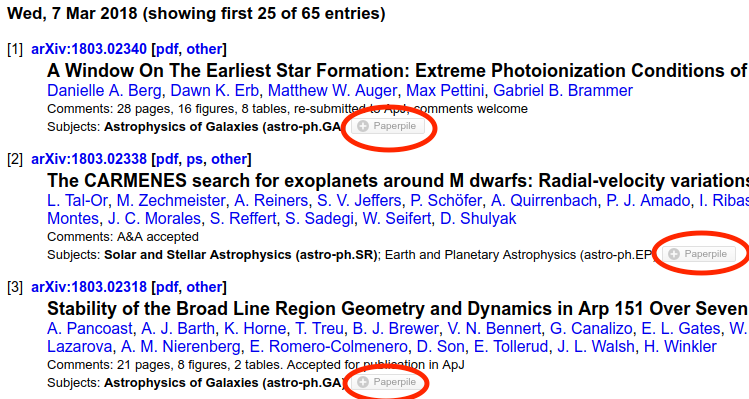 Wed, 7 Mar 2018 (showing first 25 of 65 entries)
[1] arXiv:1803.02340 [pdf, other]
A Window On The Earliest Star Formation: Extreme Photoionization Conditions of
Danielle A. Berg, Dawn K. Erb, Matthew W. Auger, Max Pettini, Gabriel B. Brammer
Comments: 28 pages, 16 figures, 8 tables, re-submitted to ApJ, comments welcome
Subjects: Astrophysics of Galaxies (astro-ph.GA) Paperpile
[2] arXiv:1803.02338 [pdf, ps, other]
The CARMENES search for exoplanets around M dwarfs: Radial-velocity variations
L. Tal-Or, M. Zechmeister, A. Reiners, S. V. Jeffers, P. Schöfer, A. Quirrenbach, P. J. Amado, I. Ribas
Montes, J. C. Morales, S. Reffert, S. Sadegi, W. Seifert, D. Shulyak
Comments: A&A accepted
Subjects: Solar and Stellar Astrophysics (astro-ph.SR); Earth and Planetary Astrophysics (astro-ph.EP) Paperpile
[3] arXiv:1803.02318 [pdf, other]
Stability of the Broad Line Region Geometry and Dynamics in Arp 151 Over Seven
A. Pancoast, A. J. Barth, K. Horne, T. Treu, B. J. Brewer, V. N. Bennert, G. Canalizo, E. L. Gates, W.
Lazarova, A. M. Nierenberg, E. Romero-Colmenero, D. Son, E. Tollerud, J. L. Walsh, H. Winkler
Comments: 21 pages, 8 figures, 2 tables. Accepted for publication in ApJ
Subjects: Astrophysics of Galaxies (astro-ph.GA) Paperpile